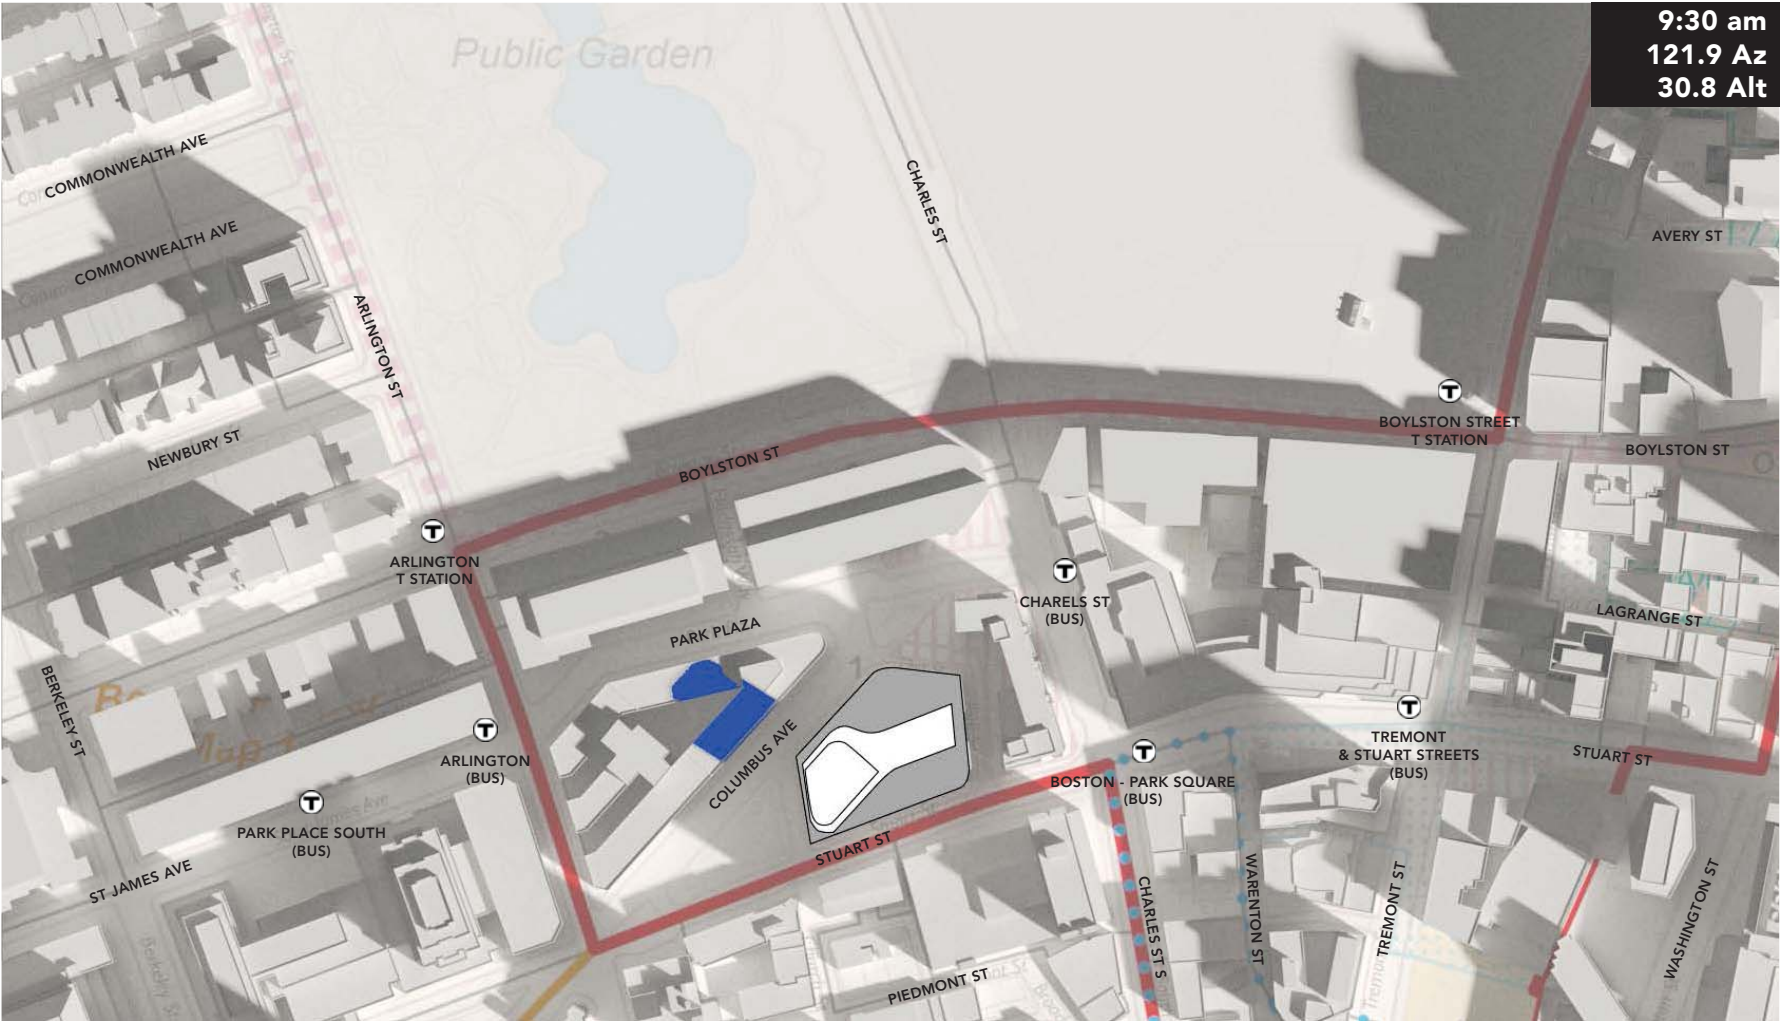 9:30 am
121.9 Az
30.8 Alt
Public Garden
COMMONWEALTH AVE
CHARLES ST
COMMONWEALTH AVE
AVERY ST
ARLINGTON ST
BOYLSTON STREET
T STATION
NEWBURY ST
BOYLSTON ST
BOYLSTON ST
T
ARLINGTON
T STATION
T
T
CHARELS ST
(BUS)
LAGRANGE ST
PARK PLAZA
BERKELEY ST
T
ARLINGTON
(BUS)
COLUMBUS AVE
T
BOSTON - PARK SQUARE
(BUS)
T
TREMONT
& STUART STREETS
(BUS)
STUART ST
T
PARK PLACE SOUTH
(BUS)
STUART ST
ST JAMES AVE
CHARLES ST S
WARENTON ST
TREMONT ST
WASHINGTON ST
PIEDMONT ST
Berkeley St